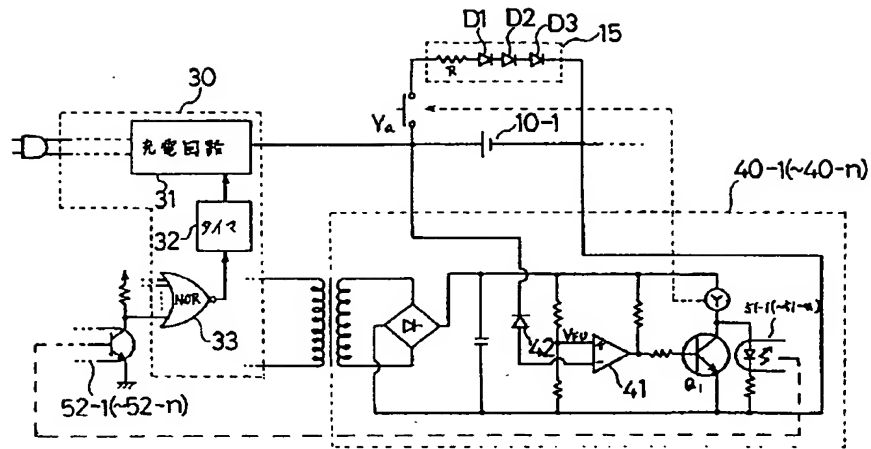 D1
D2
D3
15
R
30
Ya
10-1
充電回路
31
40-1(~40-n)
タイマ
32
NOR
33
Y
51-1(~51-n)
42
VFU
41
Q1
52-1(~52-n)